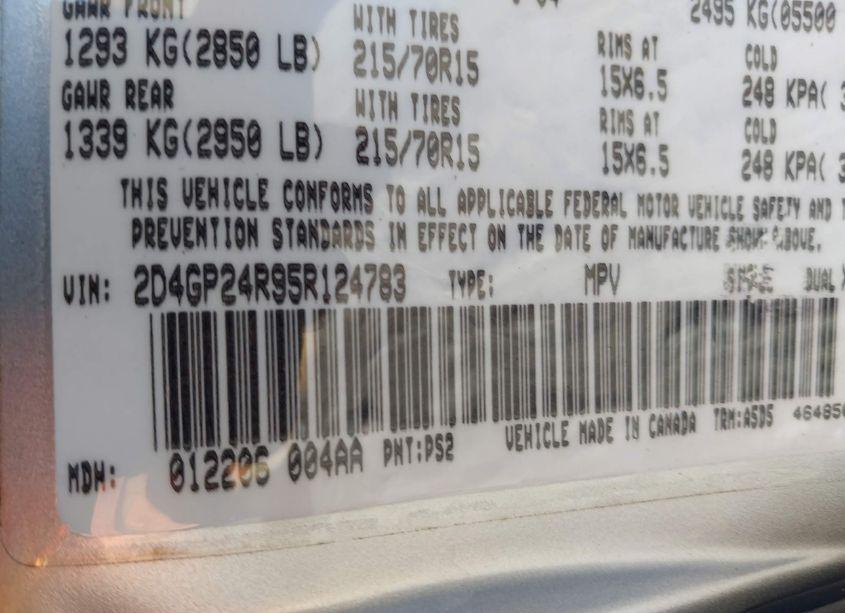 GAWR FRONT WITH TIRES 2495 KG(05500
1293 KG(2850 LB) 215/70R15 RIMS AT COLD
15X6.5 248 KPA(
GAWR REAR WITH TIRES RIMS AT COLD
1339 KG(2950 LB) 215/70R15 15X6.5 248 KPA(
THIS VEHICLE CONFORMS TO ALL APPLICABLE FEDERAL MOTOR VEHICLE SAFETY AND
PREVENTION STANDARDS IN EFFECT ON THE DATE OF MANUFACTURE SHOWN ABOVE.
VIN: 2D4GP24R95R124783 TYPE: MPV DUAL
VEHICLE MADE IN CANADA TRM:A5D5 46485
MDH: 012206 004AA PNT:PS2